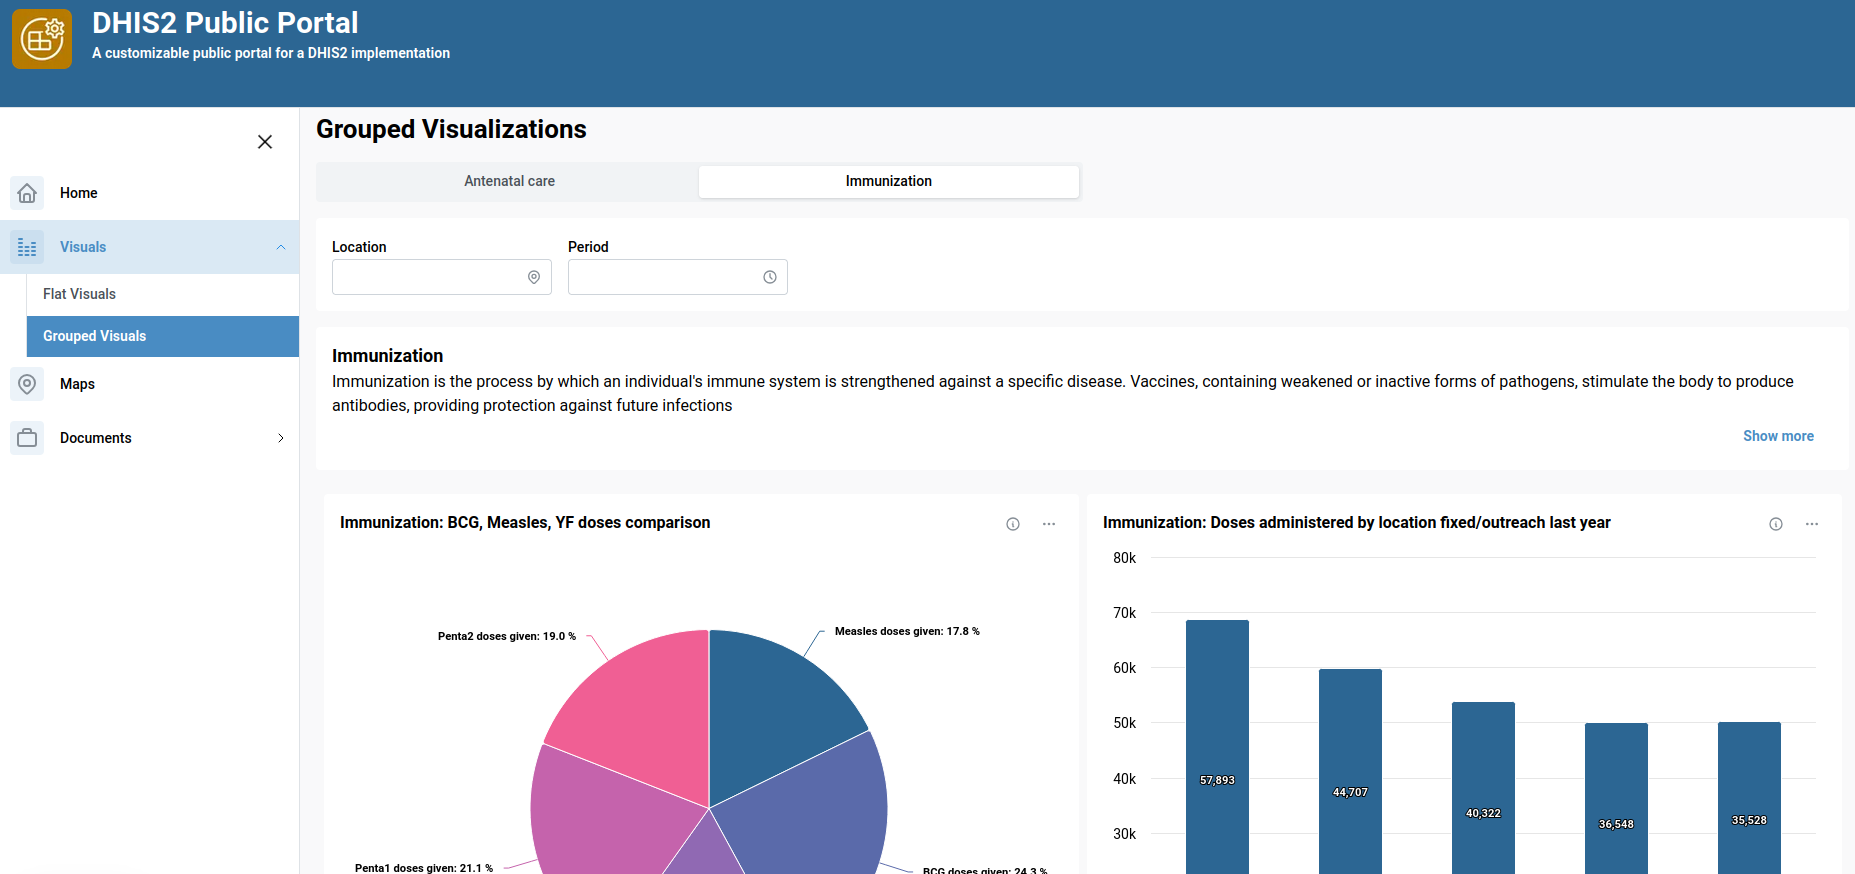 DHIS2 Public Portal
A customizable public portal for a DHIS2 implementation
Home
Visuals
Flat Visuals
Grouped Visuals
Maps
Documents
Grouped Visualizations
Antenatal care
Immunization
Location
Period
Immunization
Immunization is the process by which an individual's immune system is strengthened against a specific disease. Vaccines, containing weakened or inactive forms of pathogens, stimulate the body to produce
antibodies, providing protection against future infections
Show more
Immunization: BCG, Measles, YF doses comparison
Penta2 doses given: 19.0 %
Measles doses given: 17.8 %
Penta1 doses given: 21.1 %
BCG doses given: 24.3 %
Immunization: Doses administered by location fixed/outreach last year
80k
70k
60k
50k
40k
30k
57,893
44,707
40,322
36,548
35,528